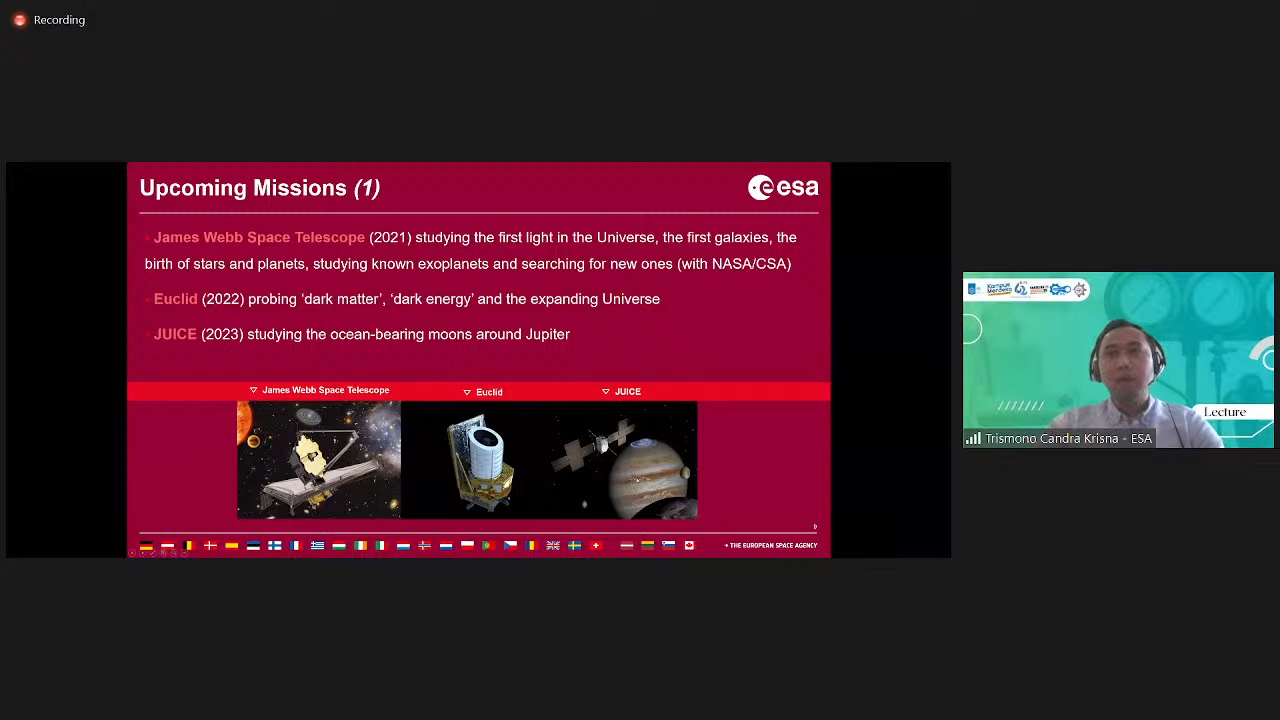 Recording
Upcoming Missions (1)
esa
James Webb Space Telescope (2021) studying the first light in the Universe, the first galaxies, the
birth of stars and planets, studying known exoplanets and searching for new ones (with NASA/CSA)
Euclid (2022) probing 'dark matter', 'dark energy' and the expanding Universe
JUICE (2023) studying the ocean-bearing moons around Jupiter
James Webb Space Telescope
Euclid
JUICE
9
→ THE EUROPEAN SPACE AGENCY
Kampus
Merdeka
Lecture
Trismono Candra Krisna - ESA